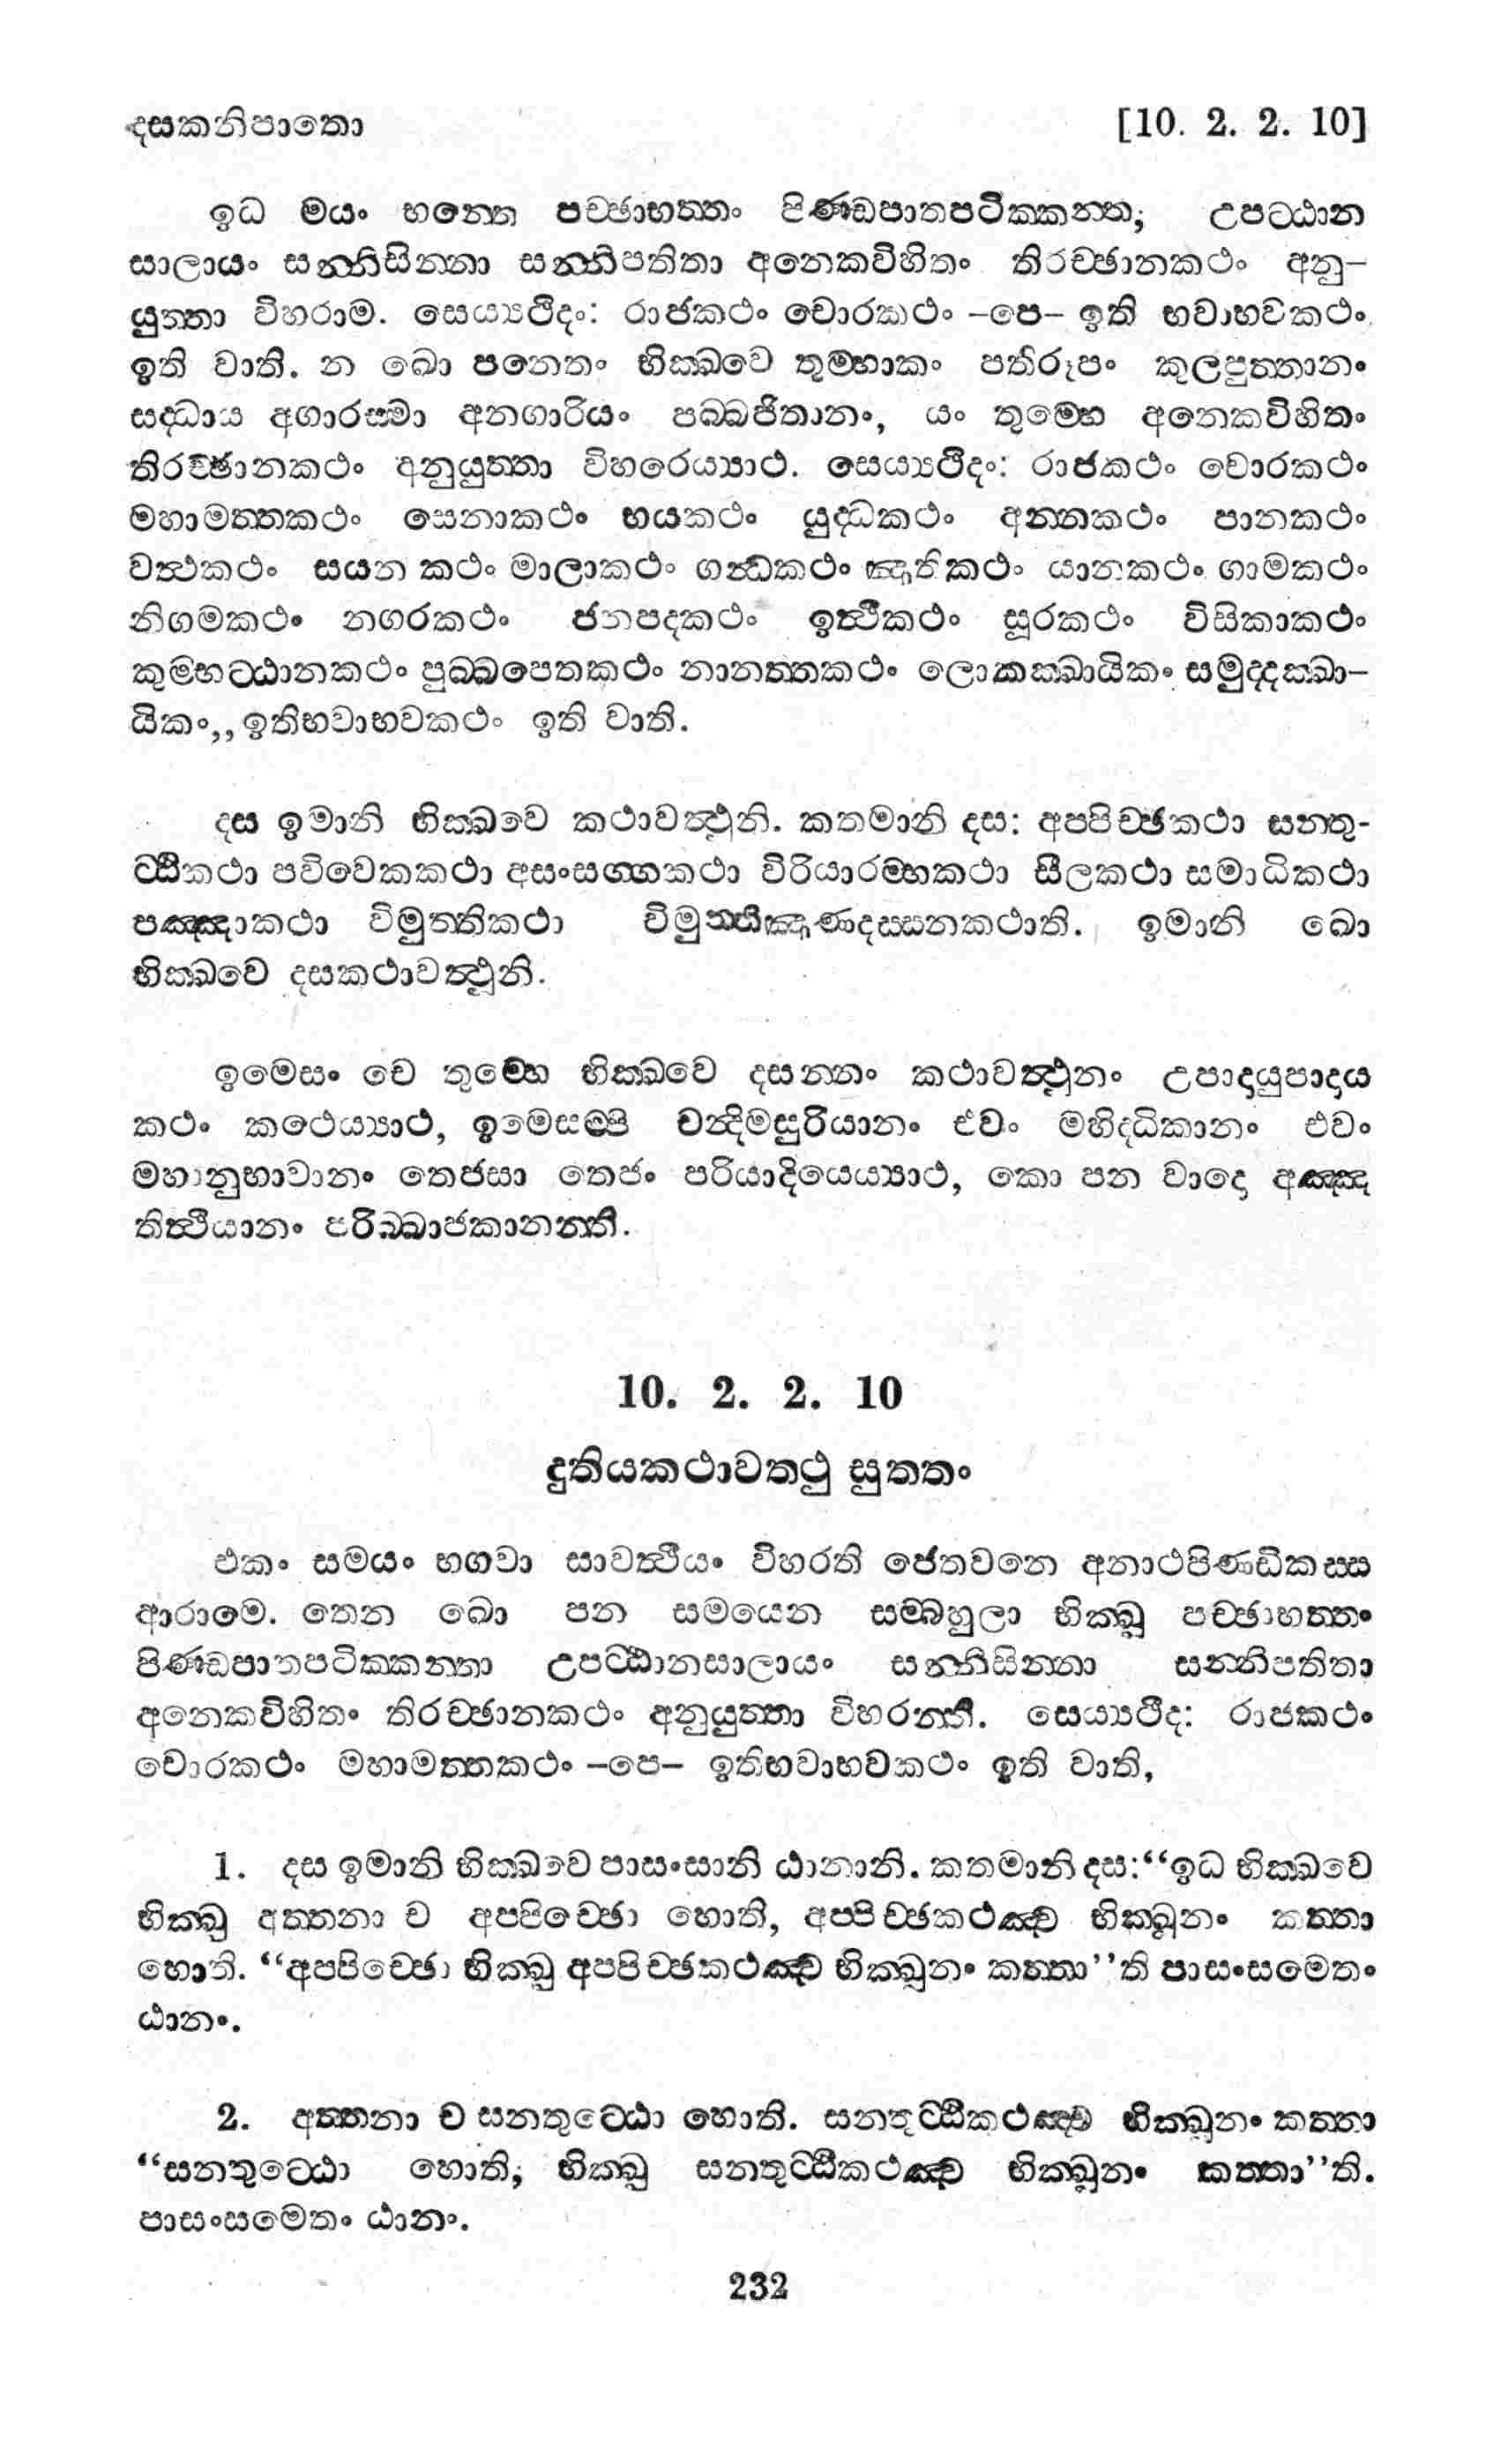 දසකනිපාතො [10. 2. 2. 10]
ඉධ මයං භන්තෙ පච්ඡාභත්තං පිණ්ඩපාතපටික්කන්තා; උපට්ඨාන
සාලායං සන්නිසින්නා සන්නිපතිතා අනෙකවිහිතං තිරච්ඡානකථං අනු–
යුත්තා විහරාම. සෙය්‍යථිදං: රාජකථං චොරකථං –පෙ– ඉති භවාභවකථං
ඉති වාති. න ඛො පනෙතං භික්ඛවෙ තුම්හාකං පතිරූපං කුලපුත්තානං
සද්ධාය අගාරස්මා අනගාරියං පබ්බජිතානං, යං තුම්හෙ අනෙකවිහිතං
තිරච්ඡානකථං අනුයුත්තා විහරෙය්‍යාථ. සෙය්‍යථිදං: රාජකථං චොරකථං
මහාමත්තකථං සෙනාකථං භයකථං යුද්ධකථං අන්නකථං පානකථං
වත්ථකථං සයන කථං මාලාකථං ගන්ධකථං ඤාතිකථං යානකථං ගාමකථං
නිගමකථං නගරකථං ජනපදකථං ඉත්ථිකථං සූරකථං විසිකාකථං
කුම්භට්ඨානකථං පුබ්බපෙතකථං නානත්තකථං ලොකක්ඛායිකං සමුද්දක්ඛා–
යිකං,, ඉතිභවාභවකථං ඉති වාති.
දස ඉමානි භික්ඛවෙ කථාවත්ථූනි. කතමානි දස: අප්පිච්ඡකථා සන්තු-
ට්ඨිකථා පවිවෙකකථා අසංසග්ගකථා විරියාරම්භකථා සීලකථා සමාධිකථා
පඤ්ඤාකථා විමුත්තිකථා විමුත්තිඤාණදස්සනකථාති. ඉමානි ඛො
භික්ඛවෙ දසකථාවත්ථූනි.
ඉමෙසං චෙ තුම්හෙ භික්ඛවෙ දසන්නං කථාවත්ථූනං උපාදායුපාදාය
කථං කථෙය්‍යාථ, ඉමෙසම්පි චන්දිමසුරියානං එවං මහිද්ධිකානං එවං
මහානුභාවානං තෙජසා තෙජං පරියාදියෙය්‍යාථ, කො පන වාදො අඤ්ඤ
තිත්ථියානං පරිබ්බාජකානන්ති.
10. 2. 2. 10
දුතියකථාවත්ථු සුත්තං
එකං සමයං භගවා සාවත්ථියං විහරති ජෙතවනෙ අනාථපිණ්ඩිකස්ස
ආරාමෙ. තෙන ඛො පන සමයෙන සම්බහුලා භික්ඛූ පච්ඡාභත්තං
පිණ්ඩපාතපටික්කන්තා උපට්ඨානසාලායං සන්නිසින්නා සන්නිපතිතා
අනෙකවිහිතං තිරච්ඡානකථං අනුයුත්තා විහරන්ති. සෙය්‍යථීද: රාජකථං
චොරකථං මහාමත්තකථං –පෙ– ඉතිභවාභවකථං ඉති වාති,
1. දස ඉමානි භික්ඛවෙ පාසංසානි ඨානානි. කතමානි දස: “ඉධ භික්ඛවෙ
භික්ඛු අත්තනා ච අප්පිච්ඡො හොති, අප්පිච්ඡකථඤ්ච භික්ඛූනං කත්තා
හොති. “අප්පිච්ඡො භික්ඛු අප්පිච්ඡකථඤ්ච භික්ඛූනං කත්තා”ති පාසංසමෙතං
ඨානං.
2. අත්තනා ච සන්තුට්ඨො හොති. සන්තුට්ඨිකථඤ්ච භික්ඛූනං කත්තා
“සන්තුට්ඨො හොති; භික්ඛු සන්තුට්ඨිකථඤ්ච භික්ඛූනං කත්තා”ති.
පාසංසමෙතං ඨානං.
232